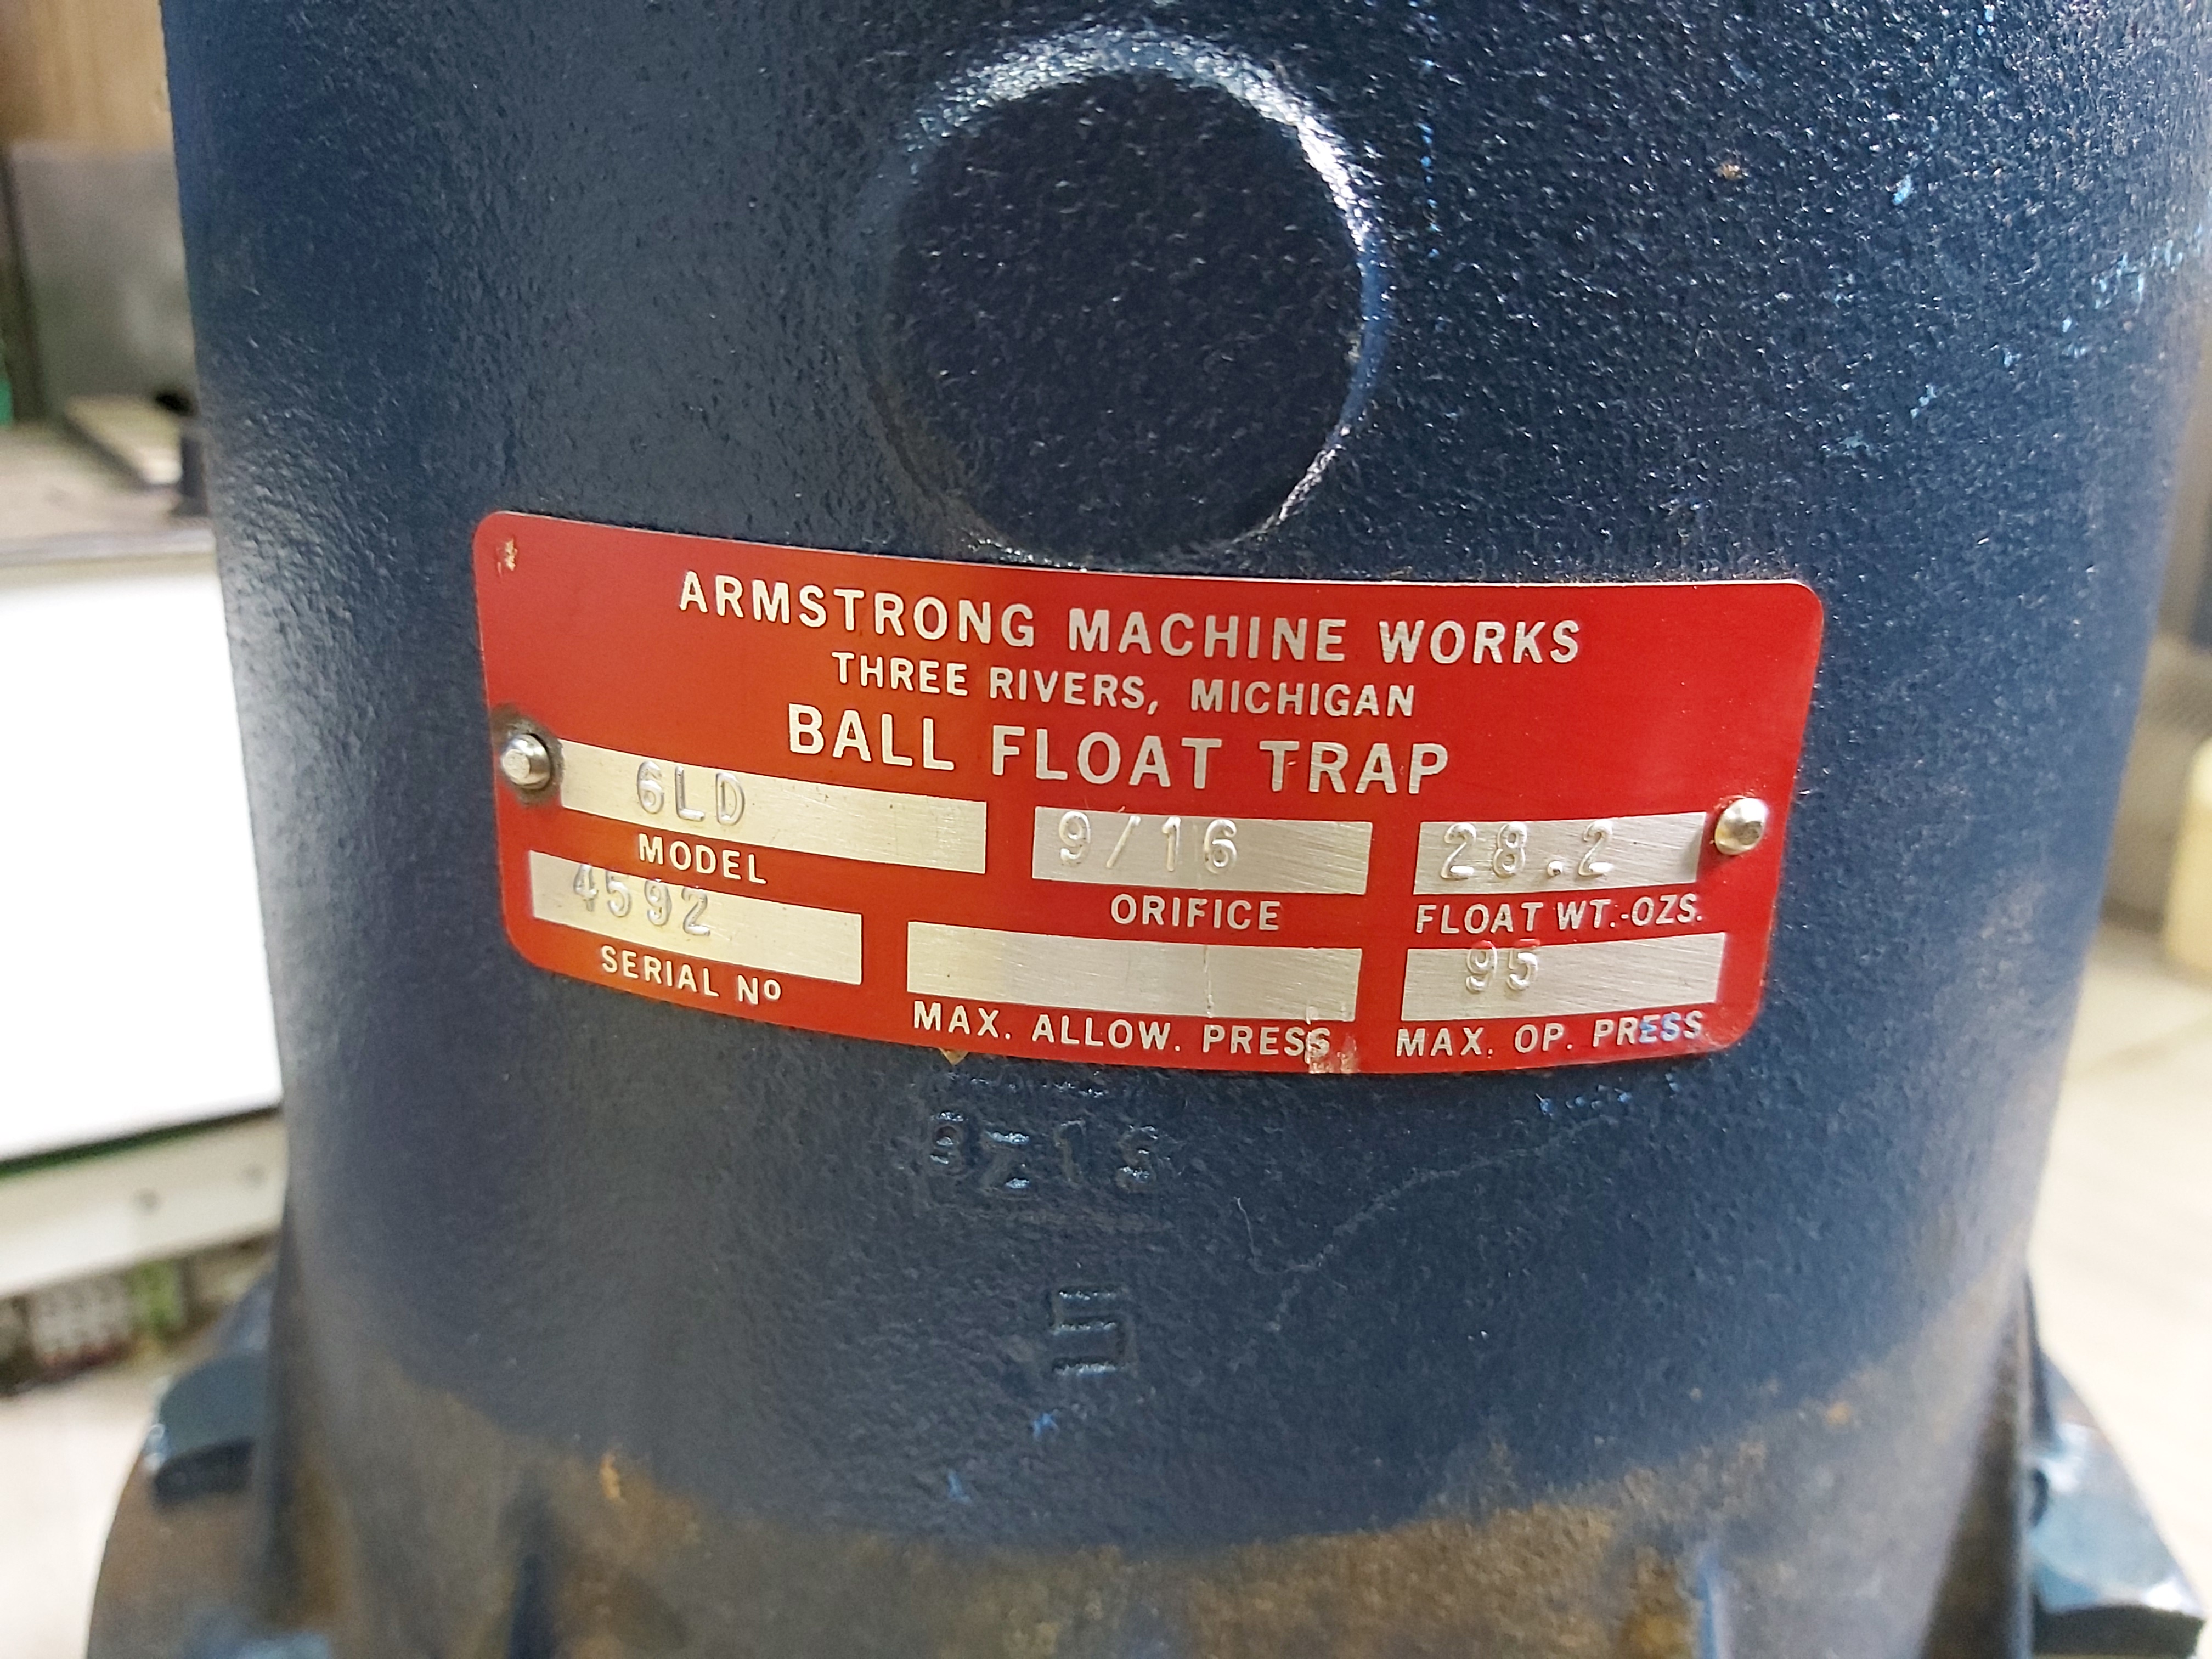 ARMSTRONG MACHINE WORKS
THREE RIVERS, MICHIGAN
BALL FLOAT TRAP
6LD 9/16 28.2
MODEL ORIFICE FLOAT WT.-OZS.
4592 95
SERIAL Nº MAX. ALLOW. PRESS. MAX. OP. PRESS.